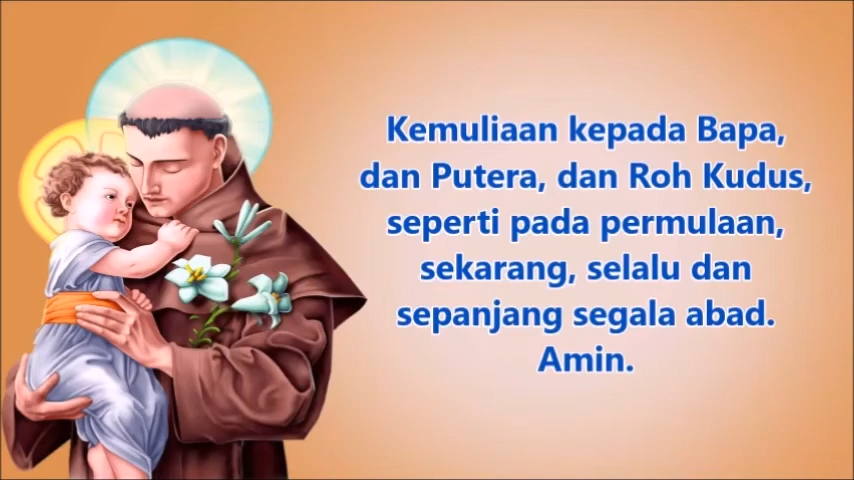 Kemuliaan kepada Bapa,
dan Putera, dan Roh Kudus,
seperti pada permulaan,
sekarang, selalu dan
sepanjang segala abad.
Amin.